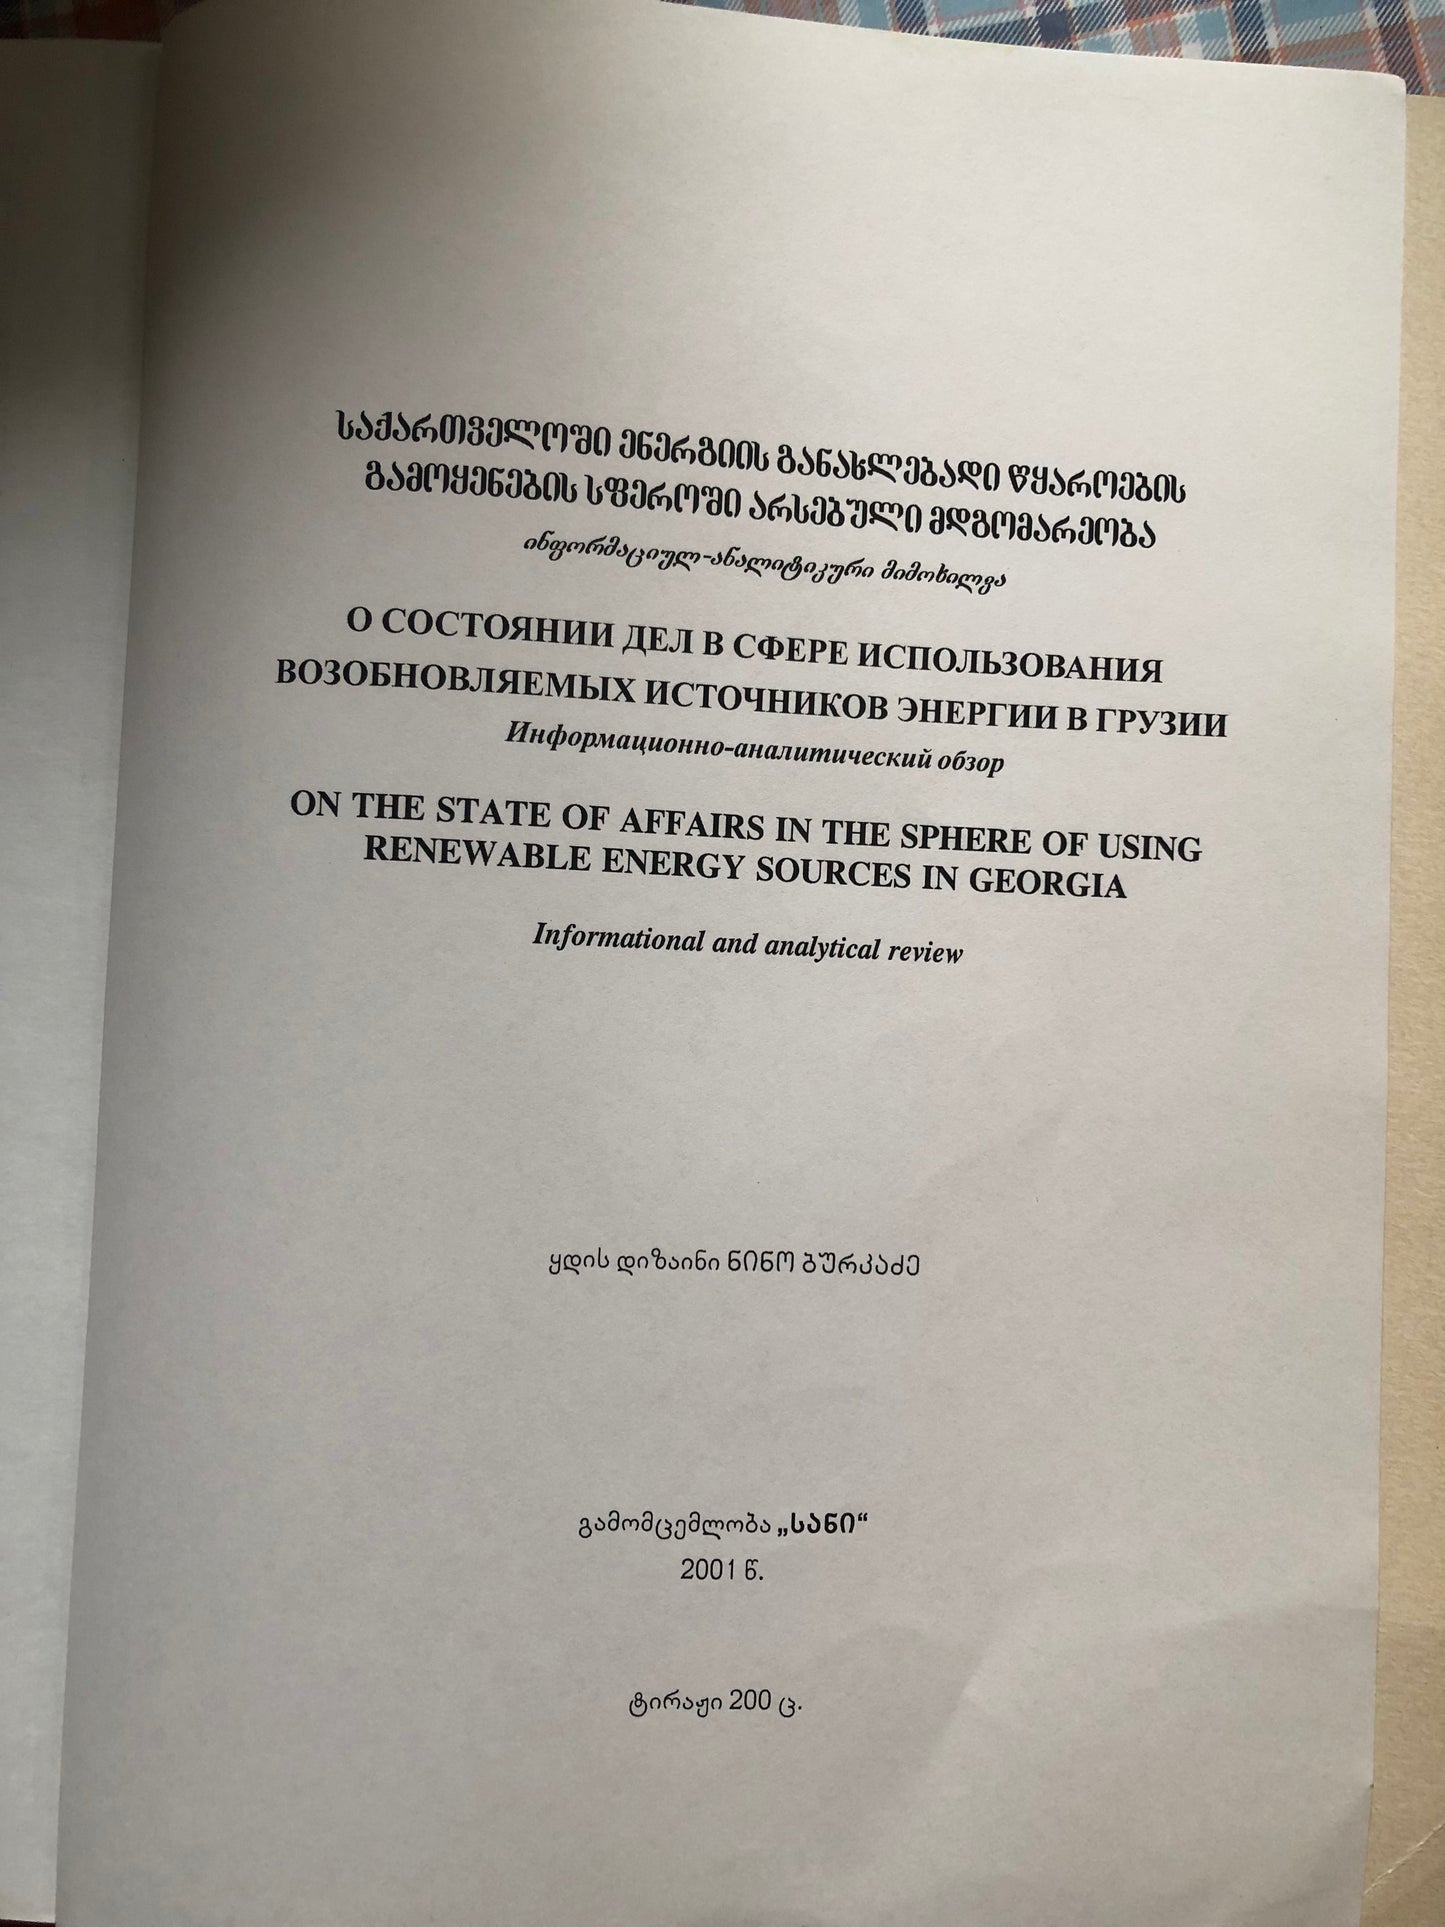 საქართველოში ენერგიის განახლებადი წყაროების
გამოყენების სფეროში არსებული მდგომარეობა
ინფორმაციულ-ანალიტიკური მიმოხილვა
О СОСТОЯНИИ ДЕЛ В СФЕРЕ ИСПОЛЬЗОВАНИЯ
ВОЗОБНОВЛЯЕМЫХ ИСТОЧНИКОВ ЭНЕРГИИ В ГРУЗИИ
Информационно-аналитический обзор
ON THE STATE OF AFFAIRS IN THE SPHERE OF USING
RENEWABLE ENERGY SOURCES IN GEORGIA
Informational and analytical review
ყდის დიზაინი ნინო ბურკაძე
გამომცემლობა „სანი“
2001 წ.
ტირაჟი 200 ც.